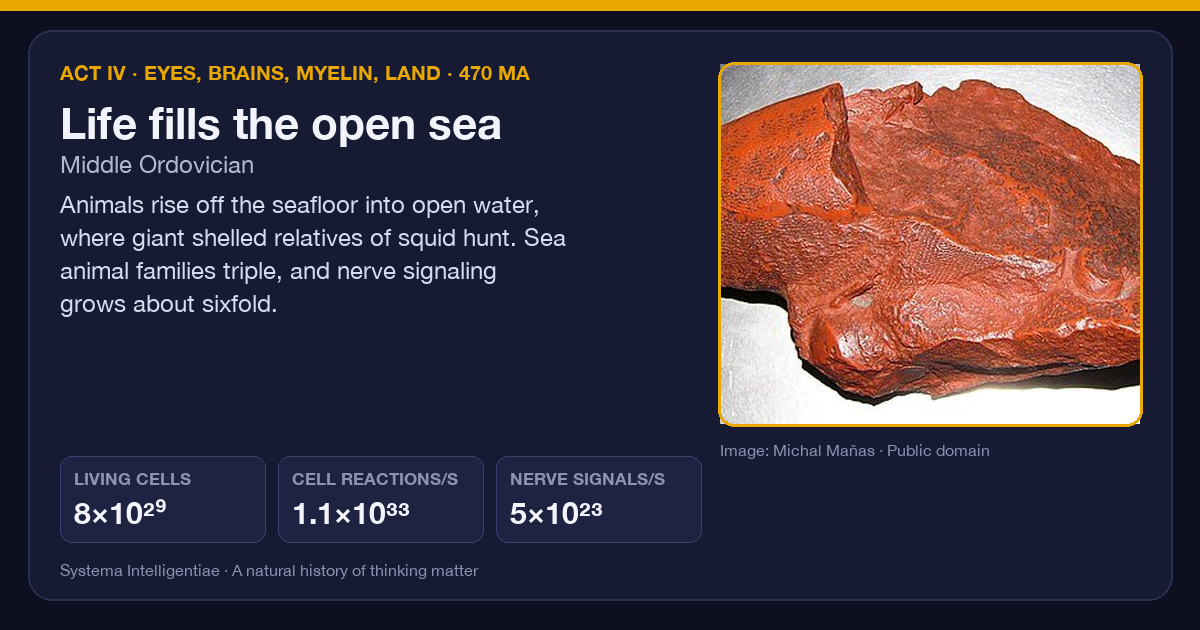 ACT IV · EYES, BRAINS, MYELIN, LAND · 470 MA
Life fills the open sea
Middle Ordovician
Animals rise off the seafloor into open water,
where giant shelled relatives of squid hunt. Sea
animal families triple, and nerve signaling
grows about sixfold.
Image: Michal Mañas · Public domain
LIVING CELLS
8×10²⁹
CELL REACTIONS/S
1.1×10³³
NERVE SIGNALS/S
5×10²³
Systema Intelligentiae · A natural history of thinking matter